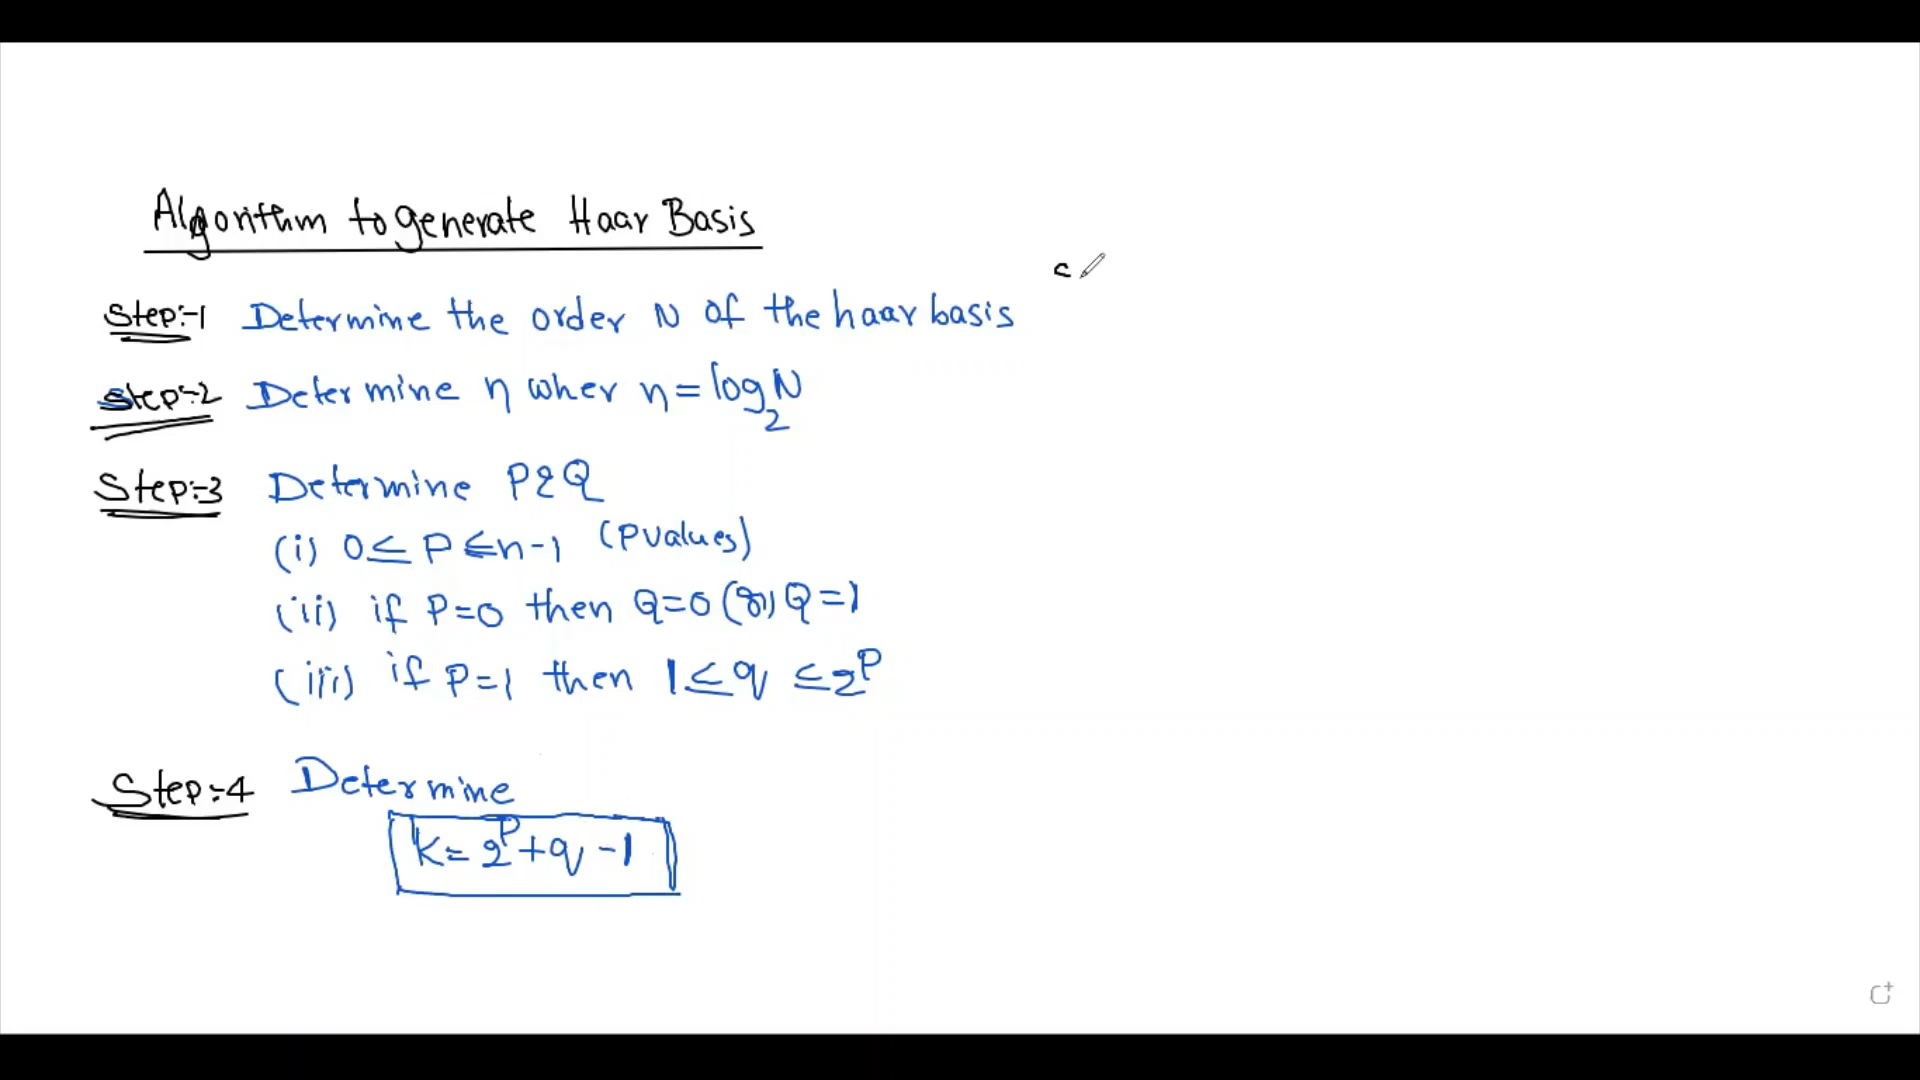 Algorithm to generate Haar Basis
Step:-1 Determine the order N of the haar basis
Step:-2 Determine n wher n = log₂N
Step:-3 Determine P & Q
(i) 0 ≤ P ≤ n-1 (P values)
(ii) if P=0 then Q=0 (or) Q=1
(iii) if P=1 then 1 ≤ q ≤ 2^P
Step:-4 Determine
K = 2^P + q - 1